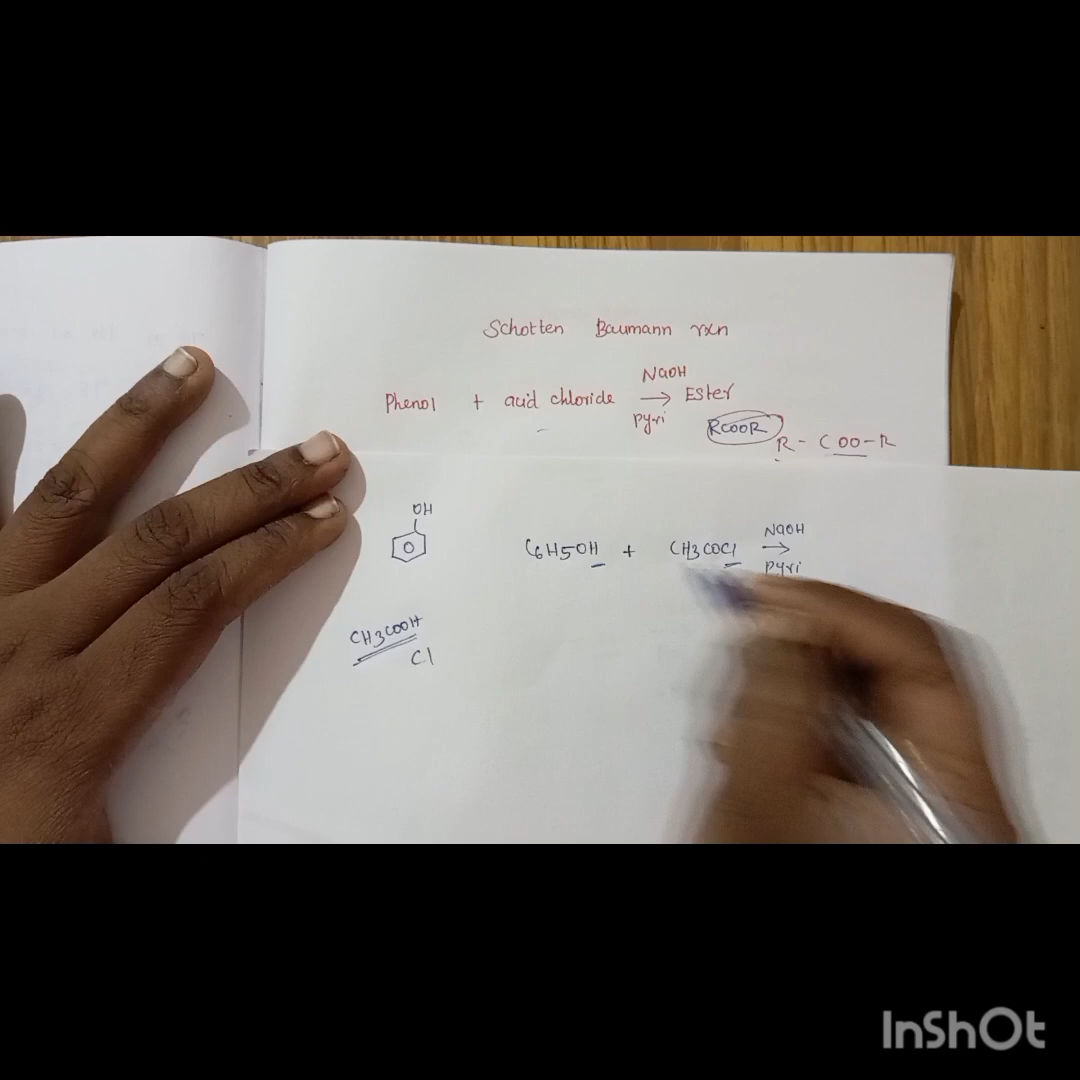 Schotten Baumann rxn
NaOH
Phenol + acid chloride → Ester
pyri
RCOOR
R - COO-R
OH
C6H5OH + CH3COCl →
NaOH
pyri
CH3COOH
Cl
InShOt